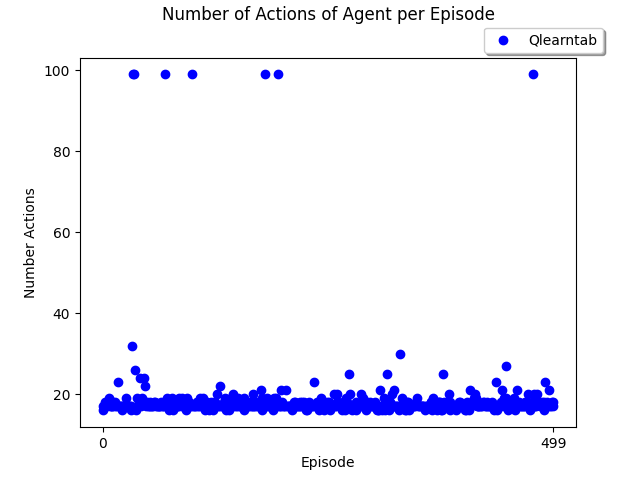 Number of Actions of Agent per Episode
Qlearntab
100
80
60
40
20
Number Actions
0
499
Episode